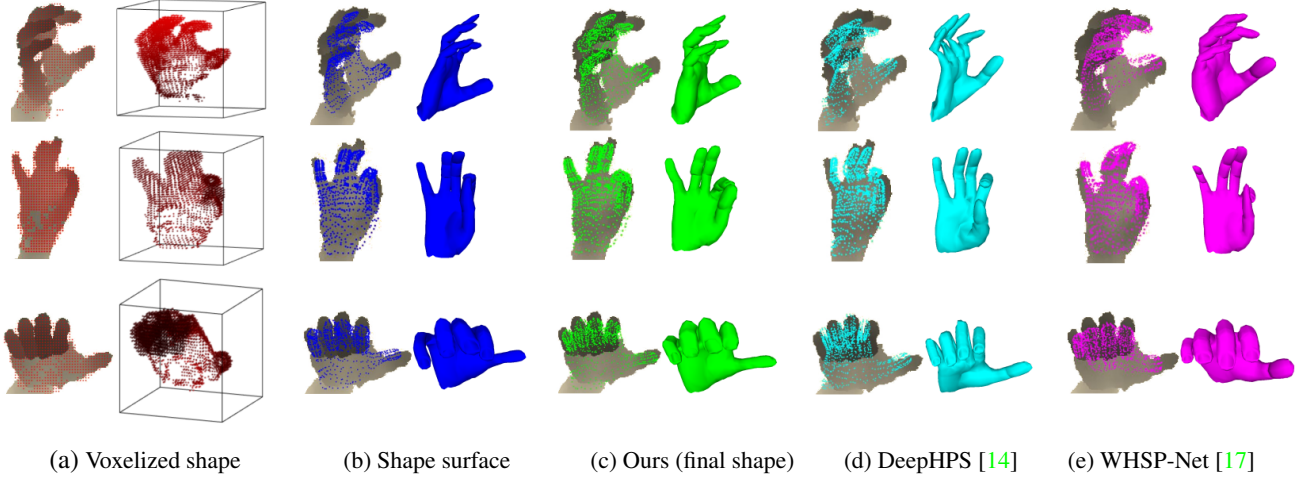 (a) Voxelized shape
(b) Shape surface
(c) Ours (final shape)
(d) DeepHPS [14]
(e) WHSP-Net [17]